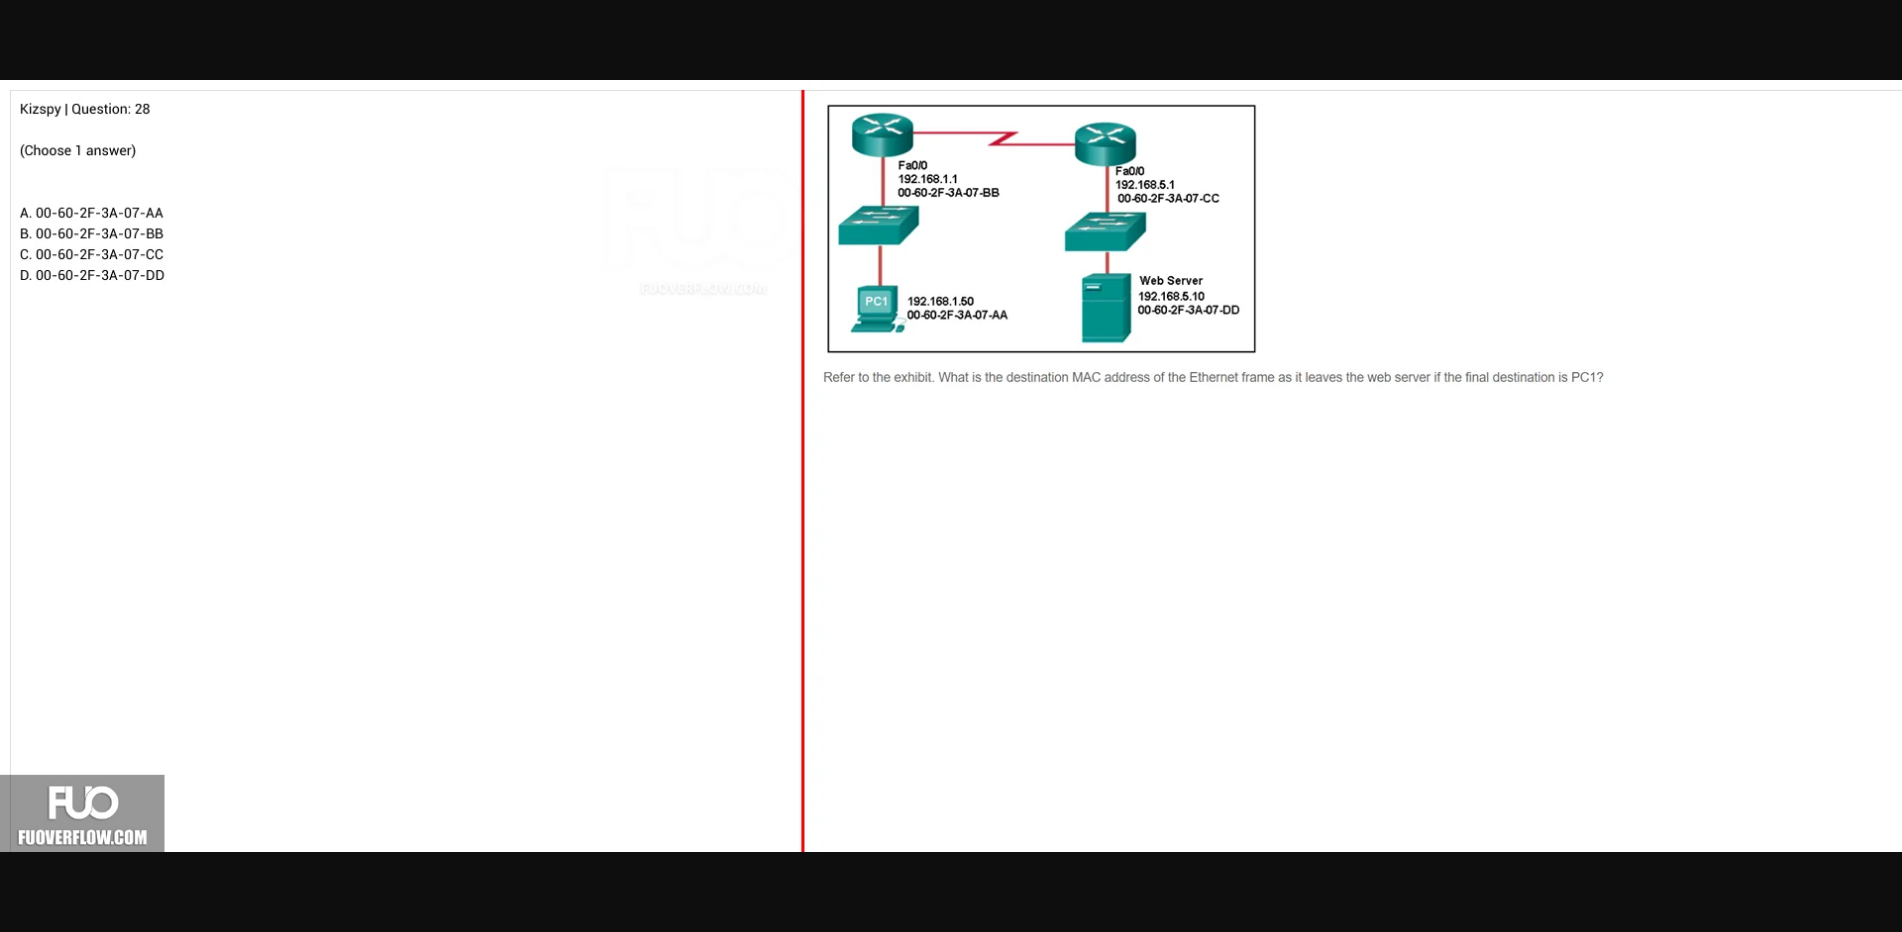 Kizspy | Question: 28
(Choose 1 answer)
A. 00-60-2F-3A-07-AA
B. 00-60-2F-3A-07-BB
C. 00-60-2F-3A-07-CC
D. 00-60-2F-3A-07-DD
FUO
FUOVERFLOW.COM
Fa0/0
192.168.1.1
00-60-2F-3A-07-BB
Fa0/0
192.168.5.1
00-60-2F-3A-07-CC
PC1
192.168.1.50
00-60-2F-3A-07-AA
Web Server
192.168.5.10
00-60-2F-3A-07-DD
Refer to the exhibit. What is the destination MAC address of the Ethernet frame as it leaves the web server if the final destination is PC1?
FUO
FUOVERFLOW.COM